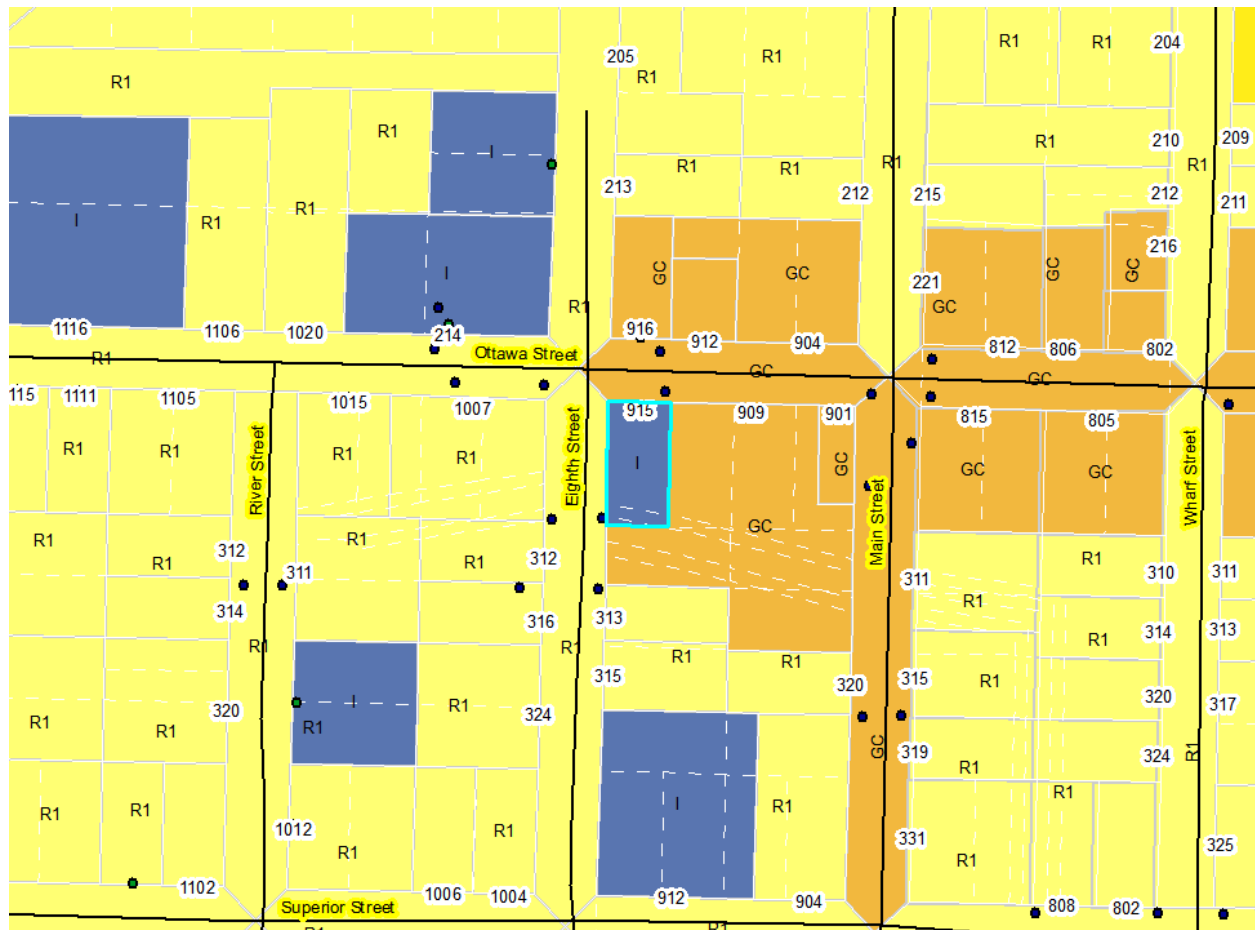 205
R1
R1
R1
R1
204
R1
R1
I
R1
R1
210
209
R1
R1
R1
R1
213
212
215
212
211
R1
R1
I
216
I
GC
GC
GC
GC
221
GC
R1
1116
1106
1020
214
916
912
904
812
806
802
Ottawa Street
R1
GC
GC
115
1111
1105
1015
1007
915
909
901
815
805
R1
R1
R1
R1
I
GC
GC
GC
River Street
Eighth Street
Main Street
Wharf Street
R1
R1
R1
R1
GC
R1
312
311
312
311
310
311
314
316
313
R1
R1
314
313
R1
R1
R1
R1
315
R1
320
315
320
317
I
R1
R1
R1
R1
320
R1
324
GC
319
324
R1
R1
R1
R1
R1
I
R1
R1
1012
R1
331
R1
325
1102
1006
1004
912
904
808
802
Superior Street
R1
R1